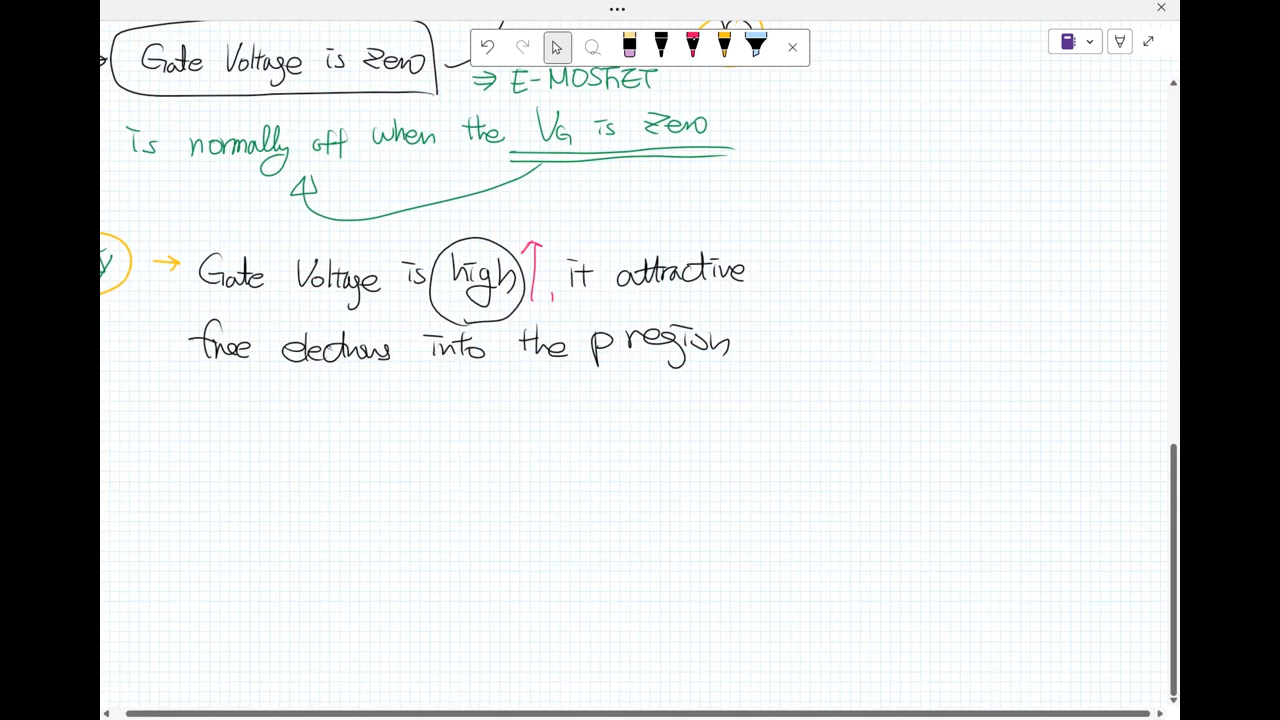 Gate Voltage is Zero
⇒ E-MOSFET
is normally off when the VG is zero
→ Gate Voltage is high ↑, it attractive
free electrons into the p region